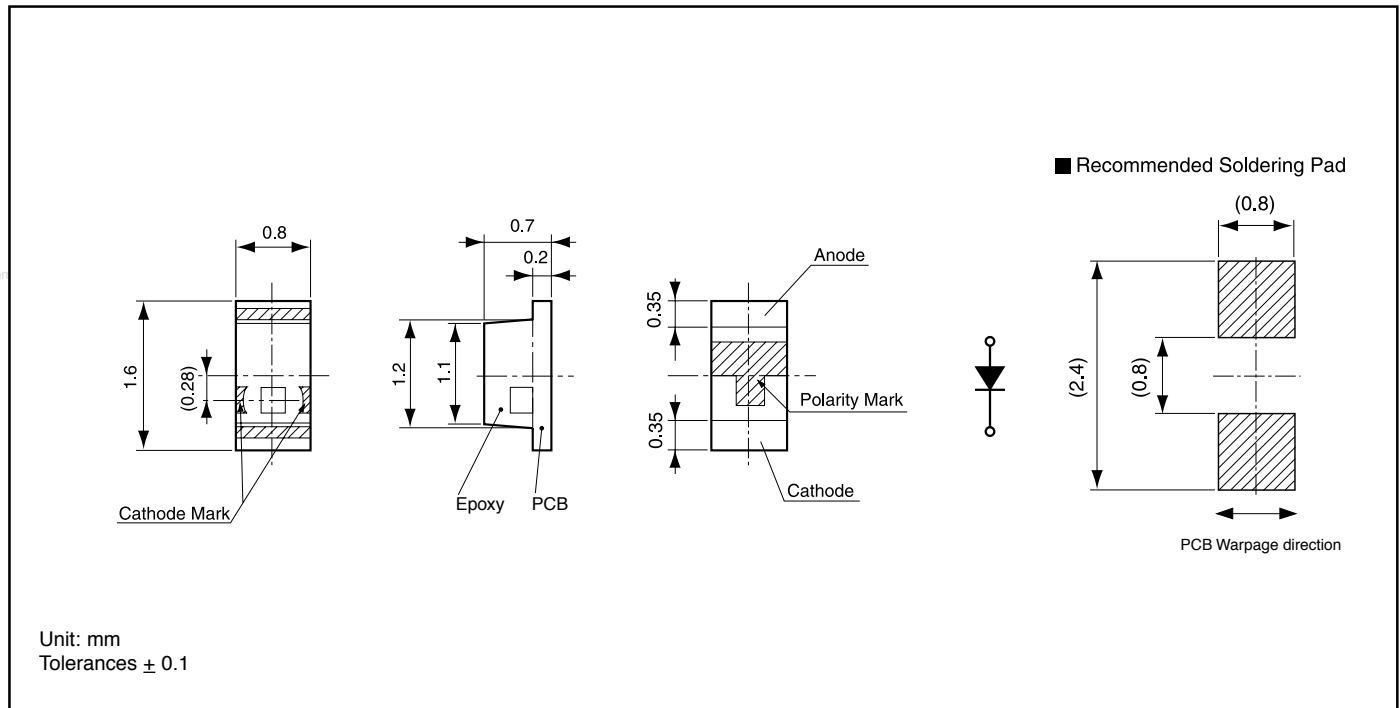 ■ Recommended Soldering Pad
(0.8)
0.8
0.7
0.2
Anode
0.35
1.6
(0.28)
1.2
1.1
(2.4)
(0.8)
Polarity Mark
0.35
Cathode
Epoxy
PCB
Cathode Mark
PCB Warpage direction
Unit: mm
Tolerances ± 0.1